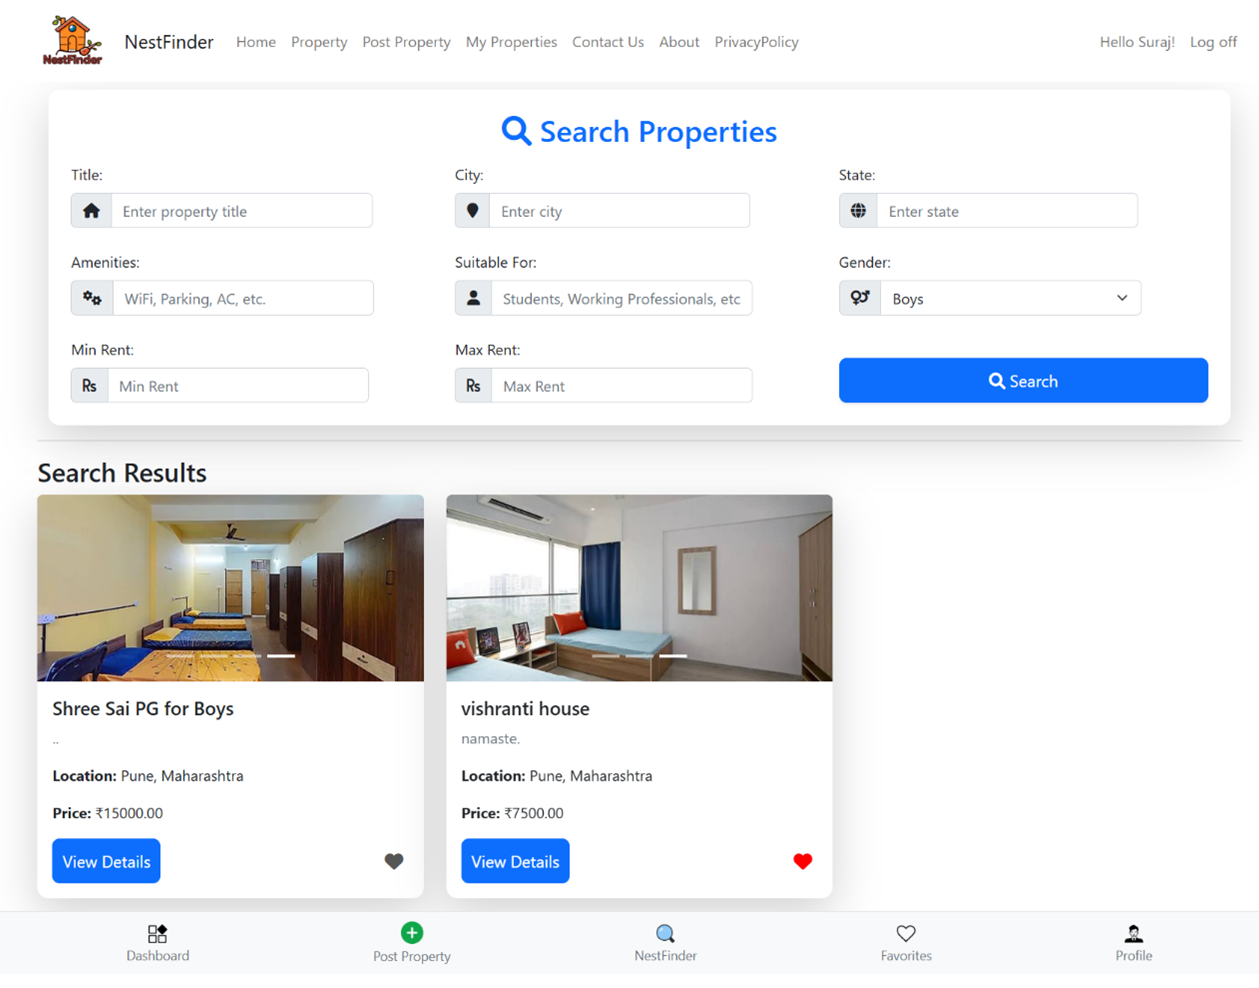 NestFinder
NestFinder Home Property Post Property My Properties Contact Us About PrivacyPolicy Hello Suraj! Log off
Search Properties
Title: City: State:
Enter property title Enter city Enter state
Amenities: Suitable For: Gender:
WiFi, Parking, AC, etc. Students, Working Professionals, etc Boys
Min Rent: Max Rent:
Rs Min Rent Rs Max Rent Search
Search Results
Shree Sai PG for Boys
..
Location: Pune, Maharashtra
Price: ₹15000.00
View Details
vishranti house
namaste.
Location: Pune, Maharashtra
Price: ₹7500.00
View Details
Dashboard Post Property NestFinder Favorites Profile